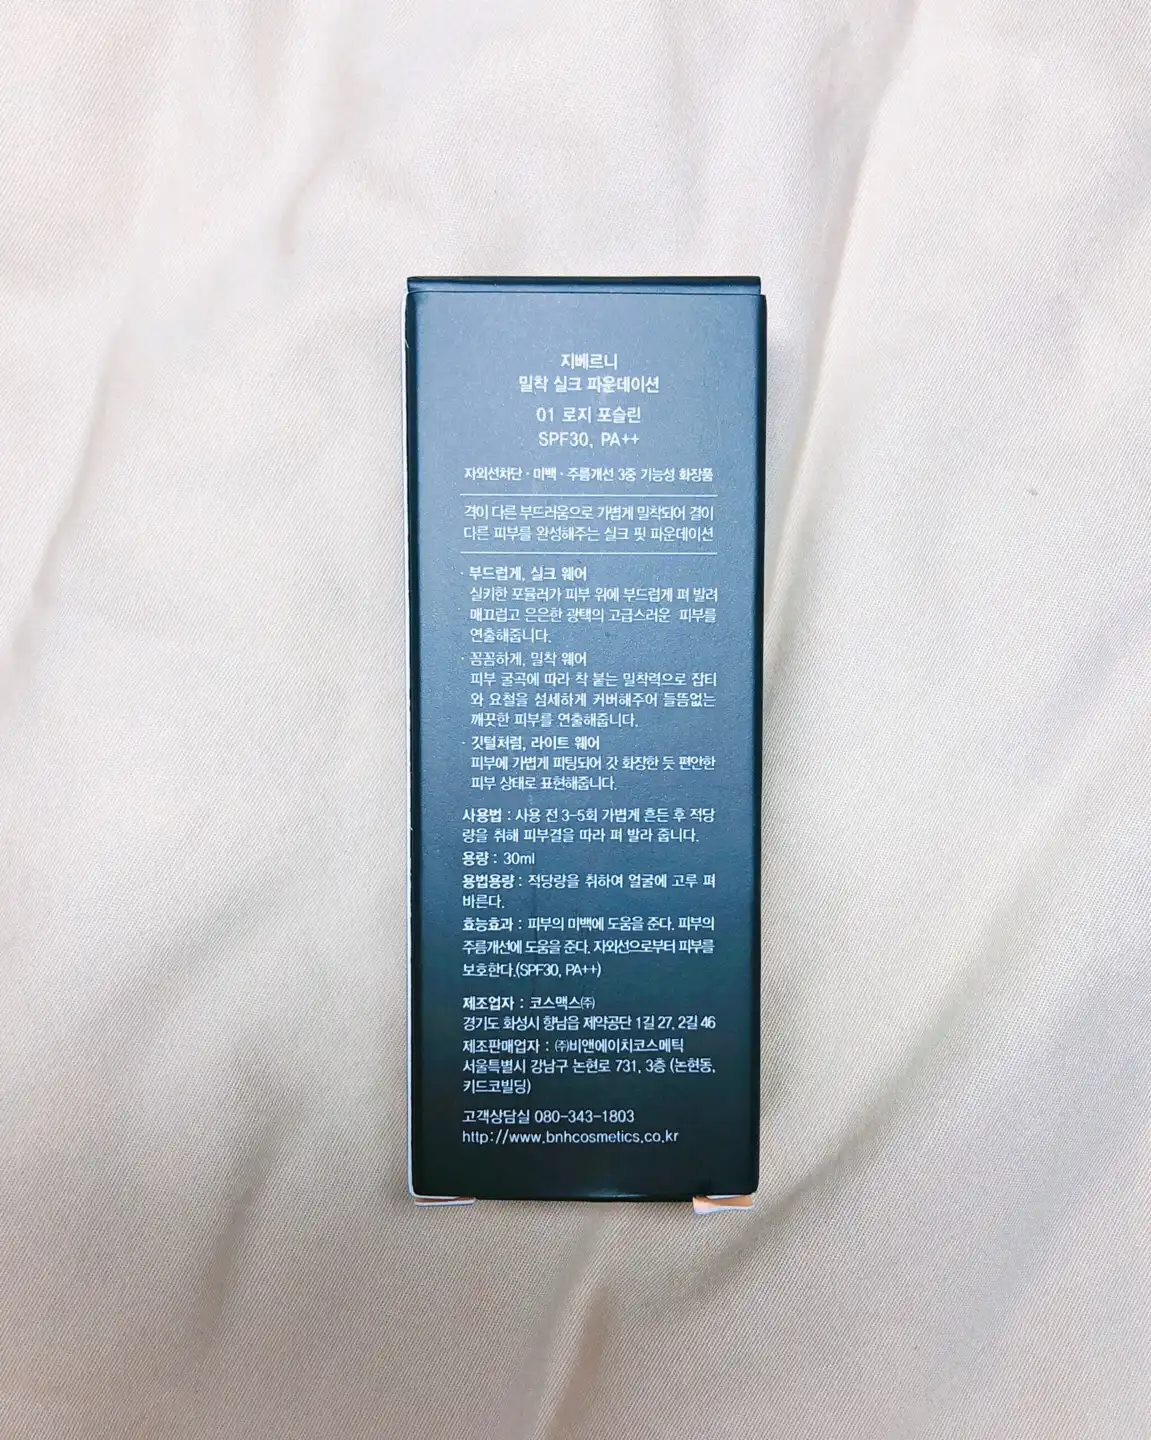 지베르니
밀착 실크 파운데이션
01 로지 포슬린
SPF30, PA++
자외선차단 · 미백 · 주름개선 3중 기능성 화장품
격이 다른 부드러움으로 가볍게 밀착되어 결이
다른 피부를 완성해주는 실크 핏 파운데이션
· 부드럽게, 실크 웨어
실키한 포뮬러가 피부 위에 부드럽게 펴 발려
매끄럽고 은은한 광택의 고급스러운 피부를
연출해줍니다.
· 꼼꼼하게, 밀착 웨어
피부 굴곡에 따라 착 붙는 밀착력으로 잡티
와 요철을 섬세하게 커버해주어 들뜸없는
깨끗한 피부를 연출해줍니다.
· 깃털처럼, 라이트 웨어
피부에 가볍게 피팅되어 갓 화장한 듯 편안한
피부 상태로 표현해줍니다.
사용법 : 사용 전 3-5회 가볍게 흔든 후 적당
량을 취해 피부결을 따라 펴 발라 줍니다.
용량 : 30ml
용법용량 : 적당량을 취하여 얼굴에 고루 펴
바른다.
효능효과 : 피부의 미백에 도움을 준다. 피부의
주름개선에 도움을 준다. 자외선으로부터 피부를
보호한다.(SPF30, PA++)
제조업자 : 코스맥스㈜
경기도 화성시 향남읍 제약공단 1길 27, 2길 46
제조판매업자 : ㈜비앤에이치코스메틱
서울특별시 강남구 논현로 731, 3층 (논현동,
키드코빌딩)
고객상담실 080-343-1803
http://www.bnhcosmetics.co.kr